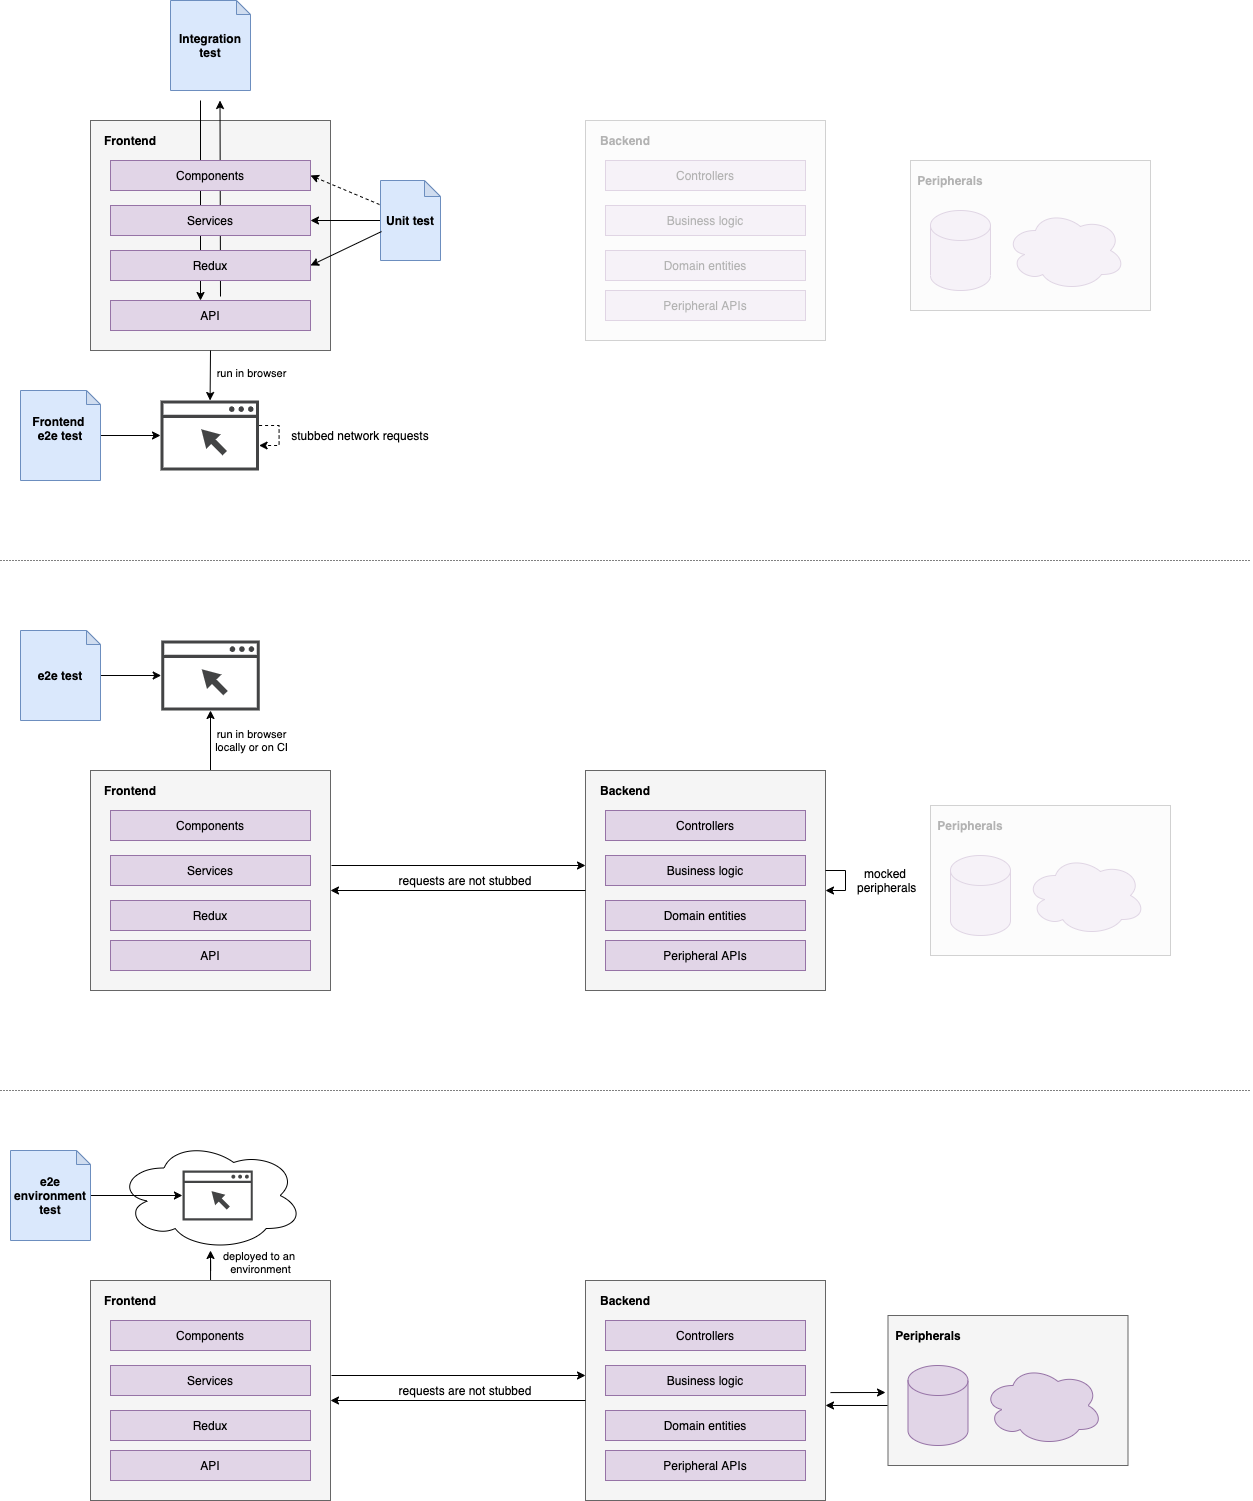 Integration
test
Frontend
Components
Services
Redux
API
Unit test
Backend
Controllers
Business logic
Domain entities
Peripheral APIs
Peripherals
run in browser
Frontend
e2e test
stubbed network requests
e2e test
run in browser
locally or on CI
Frontend
Components
Services
Redux
API
requests are not stubbed
Backend
Controllers
Business logic
Domain entities
Peripheral APIs
mocked
peripherals
Peripherals
e2e
environment
test
deployed to an
environment
Frontend
Components
Services
Redux
API
requests are not stubbed
Backend
Controllers
Business logic
Domain entities
Peripheral APIs
Peripherals